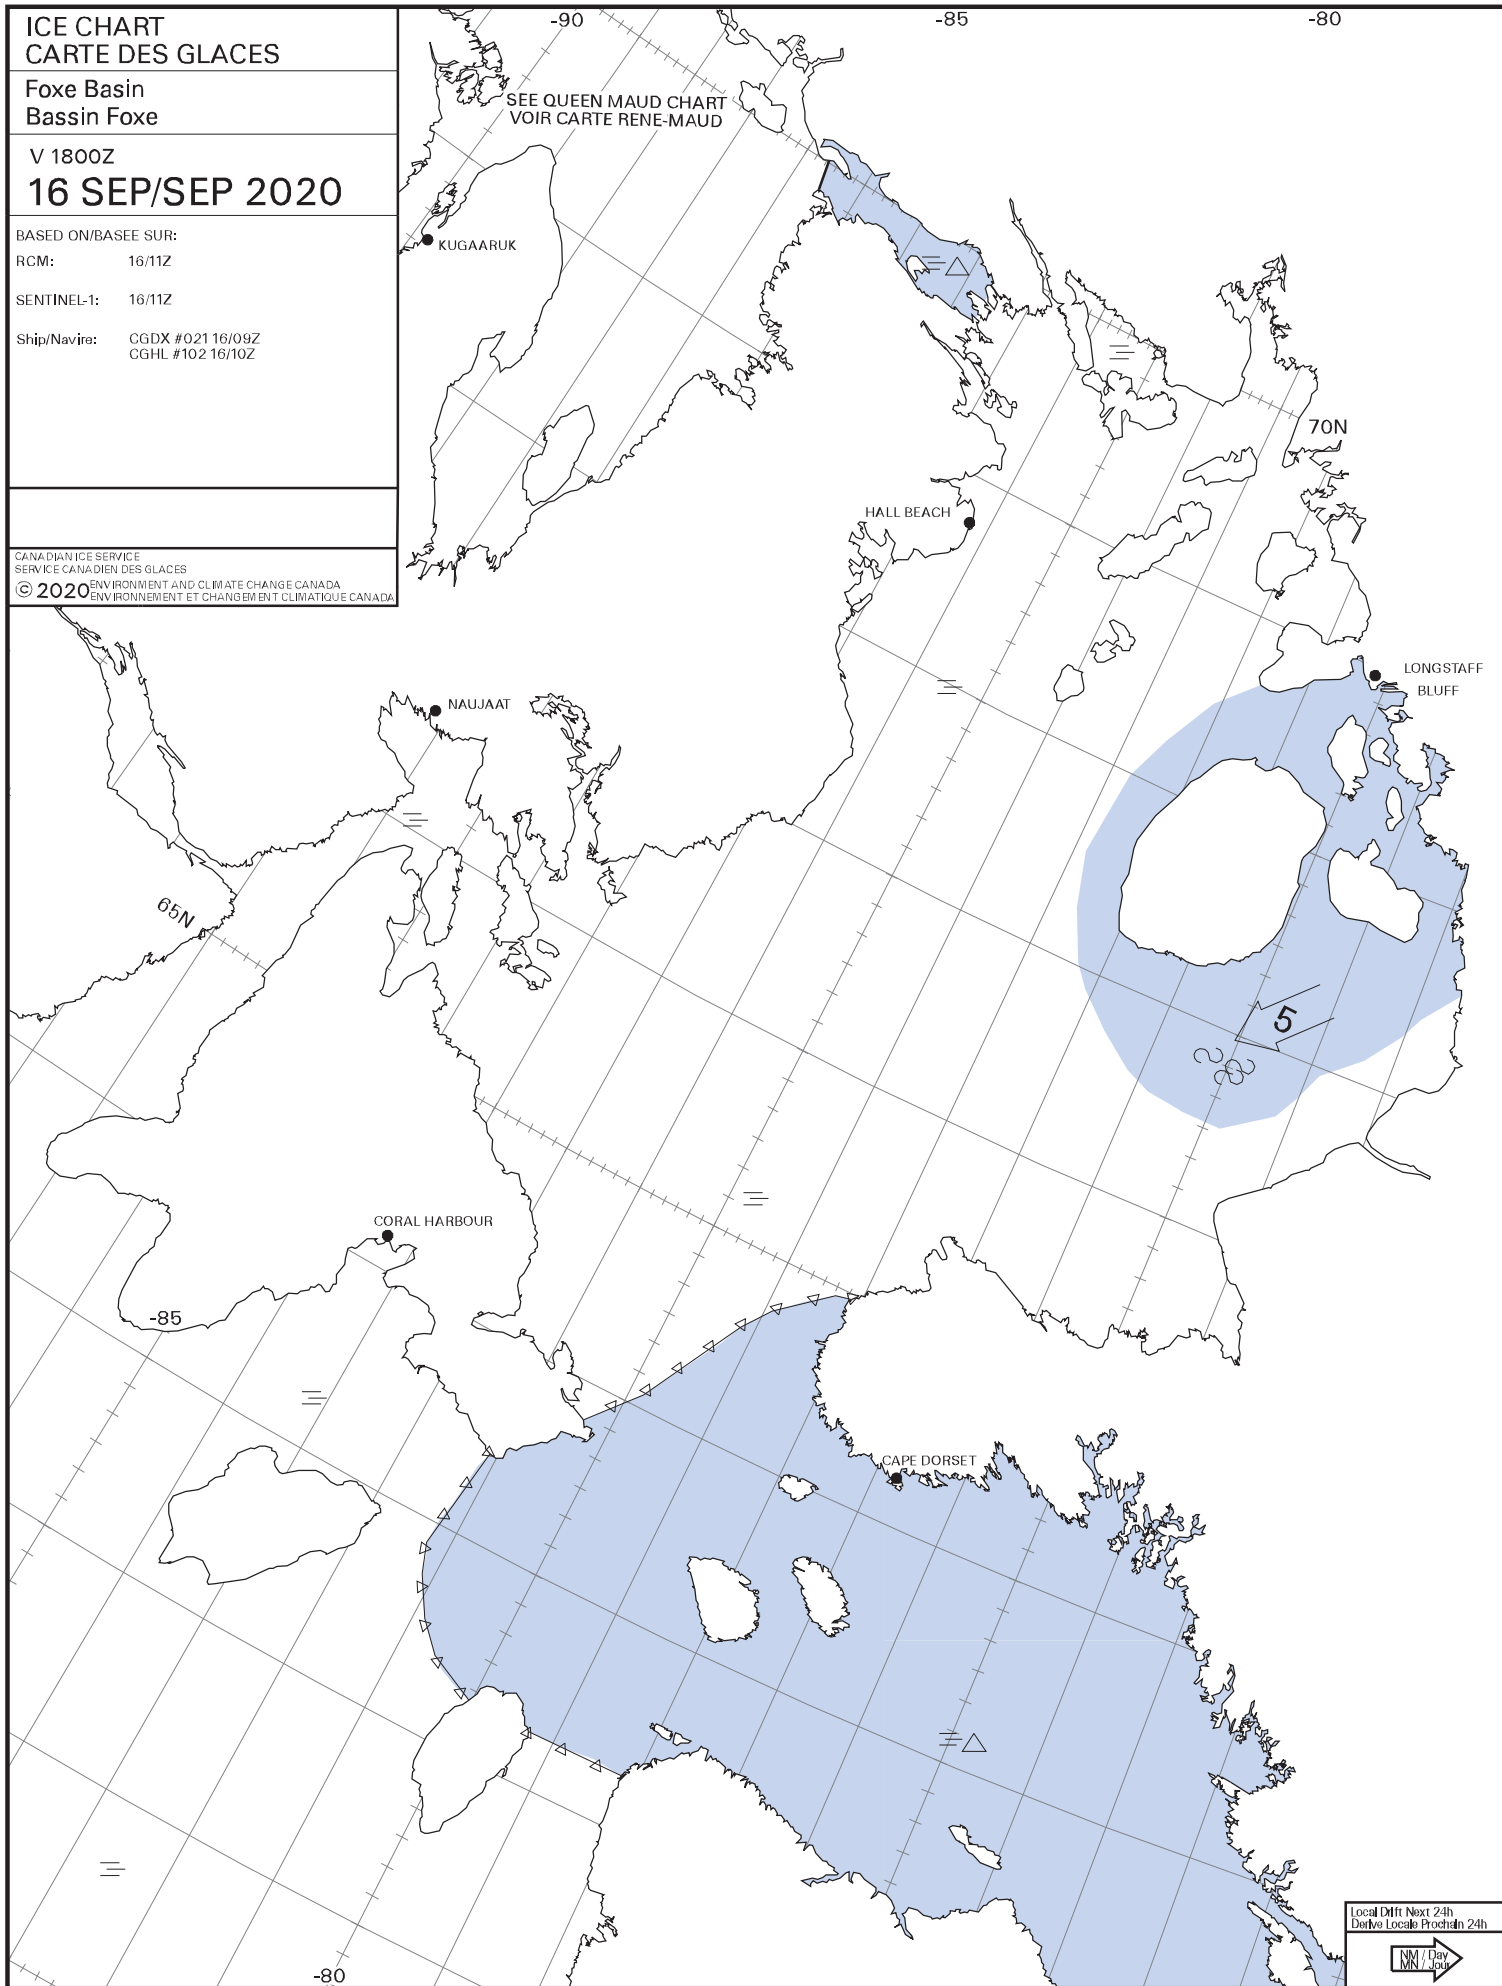 ICE CHART
CARTE DES GLACES
Foxe Basin
Bassin Foxe
V 1800Z
16 SEP/SEP 2020
BASED ON/BASEE SUR:
RCM: 16/11Z
SENTINEL-1: 16/11Z
Ship/Navire: CGDX #021 16/09Z
CGHL #102 16/10Z
CANADIAN ICE SERVICE
SERVICE CANADIEN DES GLACES
© 2020 ENVIRONMENT AND CLIMATE CHANGE CANADA
ENVIRONNEMENT ET CHANGEMENT CLIMATIQUE CANADA
-90
-85
-80
SEE QUEEN MAUD CHART
VOIR CARTE RENE-MAUD
KUGAARUK
70N
HALL BEACH
LONGSTAFF
BLUFF
NAUJAAT
65N
5
CORAL HARBOUR
-85
CAPE DORSET
-80
Local Drift Next 24h
Derive Locale Prochain 24h
NM / Day
MN / Jour